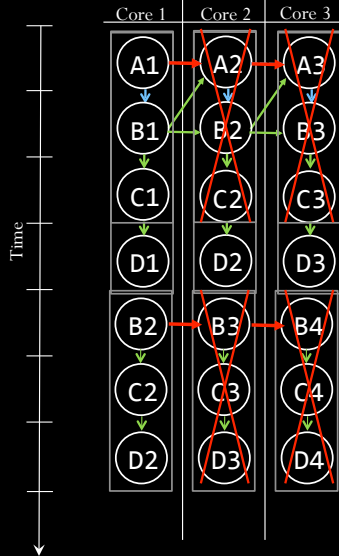 Core 1 Core 2 Core 3
A1 A2 A3
B1 B2 B3
C1 C2 C3
D1 D2 D3
B2 B3 B4
C2 C3 C4
D2 D3 D4
Time